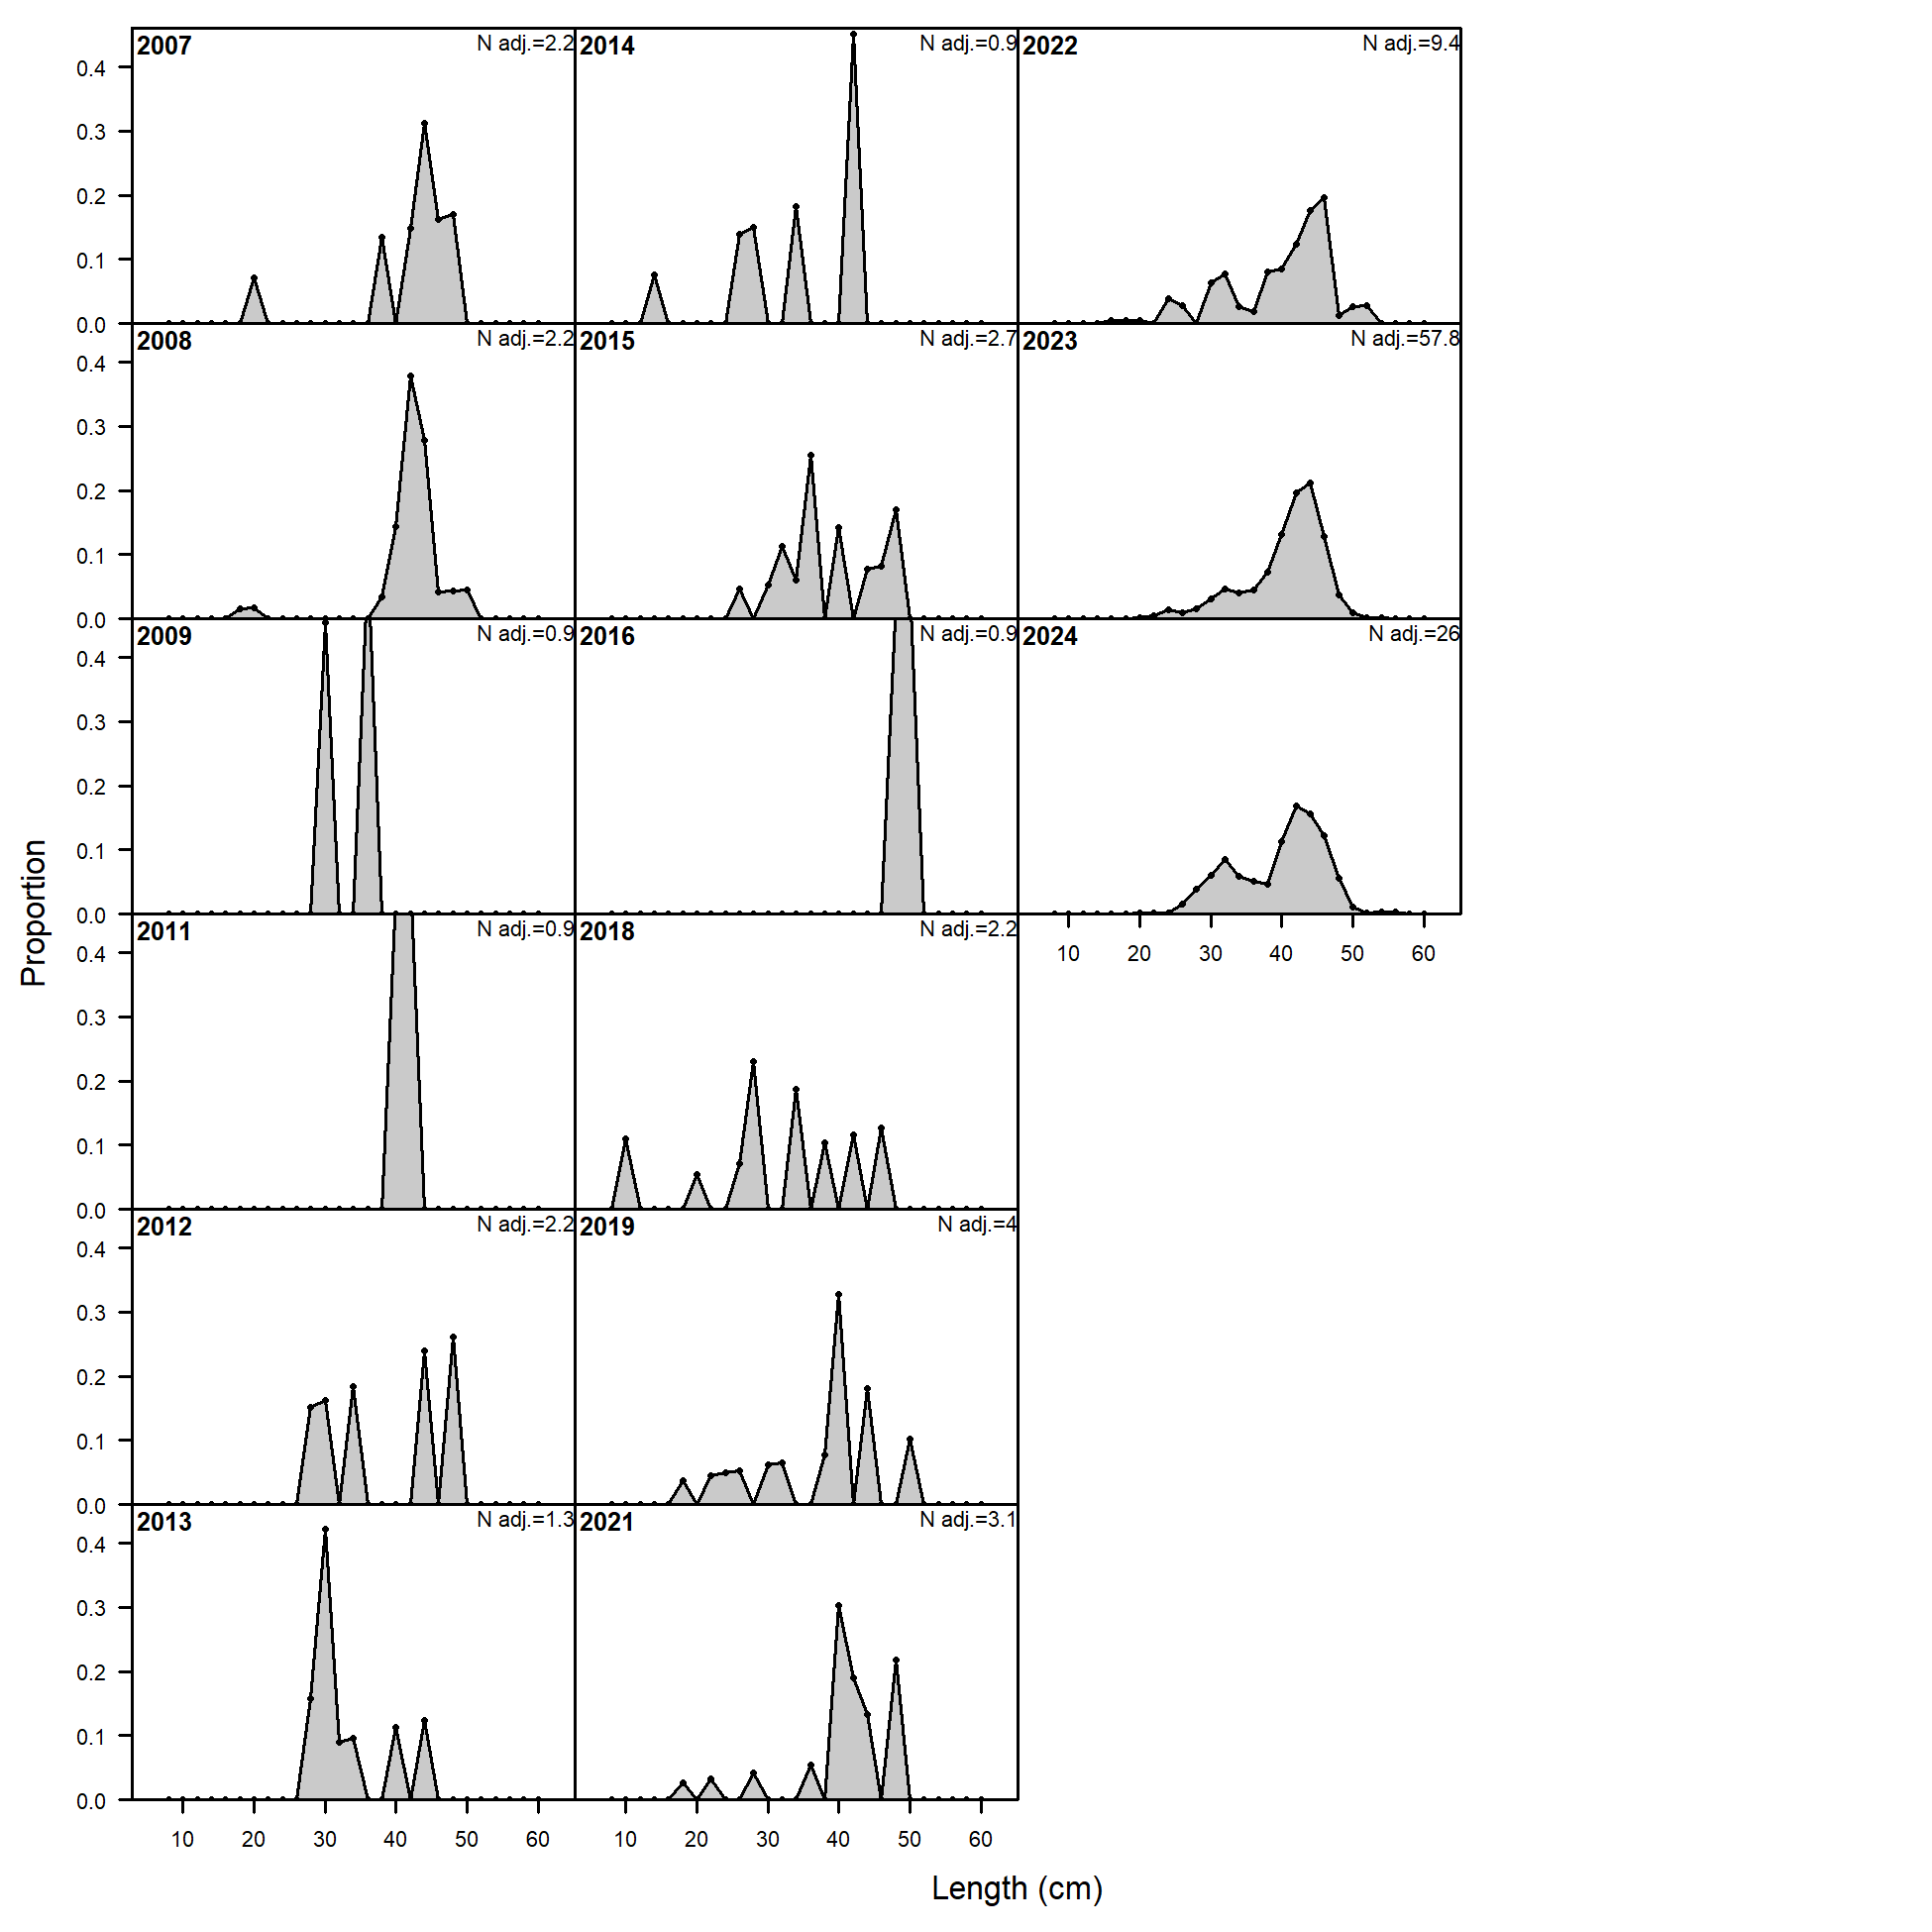 2007 N adj.=2.2
2014 N adj.=0.9
2022 N adj.=9.4
0.4
0.3
0.2
0.1
0.0
2008 N adj.=2.2
2015 N adj.=2.7
2023 N adj.=57.8
0.4
0.3
0.2
0.1
0.0
2009 N adj.=0.9
2016 N adj.=0.9
2024 N adj.=26
0.4
0.3
0.2
0.1
0.0
10 20 30 40 50 60
2011 N adj.=0.9
2018 N adj.=2.2
0.4
0.3
0.2
0.1
0.0
2012 N adj.=2.2
2019 N adj.=4
0.4
0.3
0.2
0.1
0.0
2013 N adj.=1.3
2021 N adj.=3.1
0.4
0.3
0.2
0.1
0.0
10 20 30 40 50 60
10 20 30 40 50 60
Proportion
Length (cm)